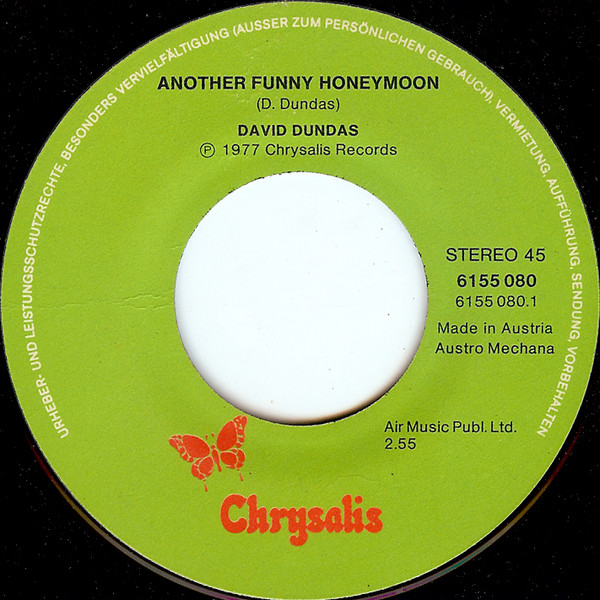 URHEBER- UND LEISTUNGSSCHUTZRECHTE, BESONDERS VERVIELFÄLTIGUNG (AUSSER ZUM PERSÖNLICHEN GEBRAUCH), VERMIETUNG, AUFFÜHRUNG, SENDUNG, VORBEHALTEN
ANOTHER FUNNY HONEYMOON
(D. Dundas)
DAVID DUNDAS
℗ 1977 Chrysalis Records
STEREO 45
6155 080
6155 080.1
Made in Austria
Austro Mechana
Air Music Publ. Ltd.
2.55
Chrysalis